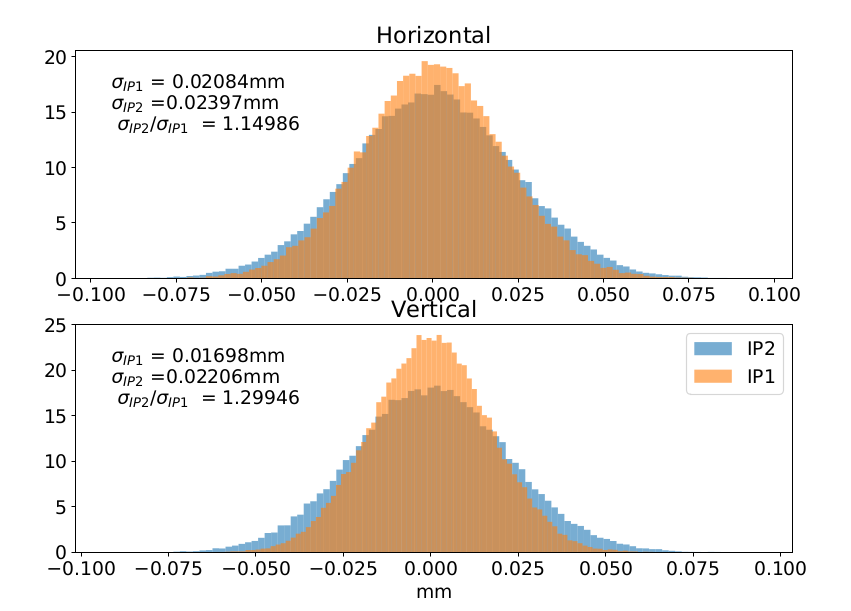 Horizontal
20
15
10
5
0
σIP1 = 0.02084mm
σIP2 =0.02397mm
σIP2/σIP1 = 1.14986
−0.100 −0.075 −0.050 −0.025 0.000 0.025 0.050 0.075 0.100
Vertical
25
20
15
10
5
0
σIP1 = 0.01698mm
σIP2 =0.02206mm
σIP2/σIP1 = 1.29946
IP2
IP1
−0.100 −0.075 −0.050 −0.025 0.000 0.025 0.050 0.075 0.100
mm